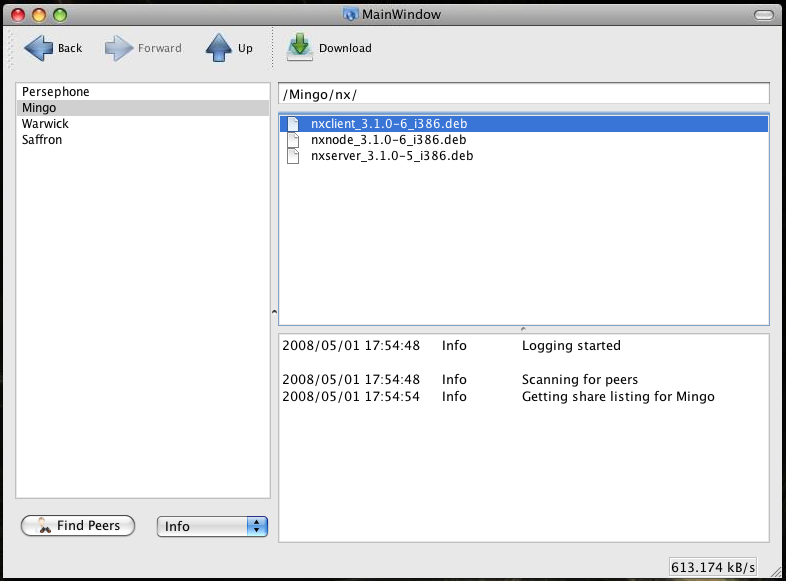 MainWindow
Back Forward Up Download
Persephone
Mingo
Warwick
Saffron
/Mingo/nx/
nxclient_3.1.0-6_i386.deb
nxnode_3.1.0-6_i386.deb
nxserver_3.1.0-5_i386.deb
2008/05/01 17:54:48 Info Logging started
2008/05/01 17:54:48 Info Scanning for peers
2008/05/01 17:54:54 Info Getting share listing for Mingo
Find Peers Info
613.174 kB/s